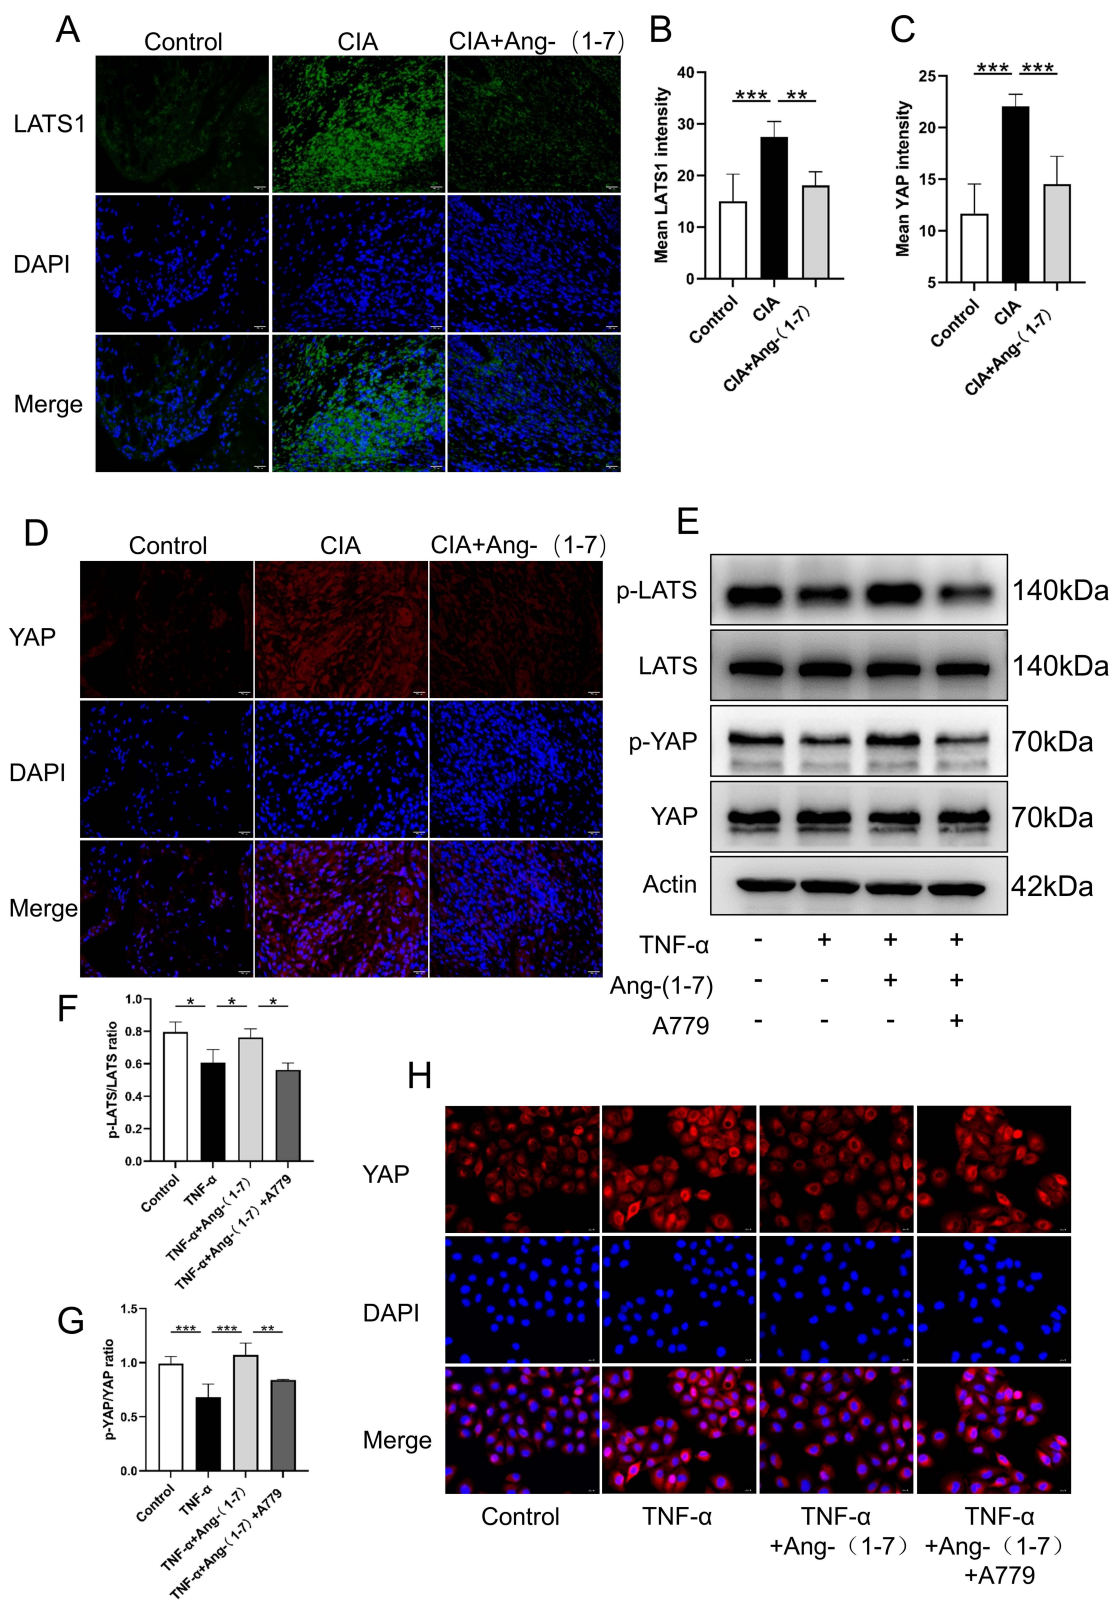 A
Control CIA CIA+Ang-（1-7）
LATS1
DAPI
Merge
B
Mean LATS1 intensity
40
30
20
10
0
*** **
Control
CIA
CIA+Ang-（1-7）
C
Mean YAP intensity
25
20
15
10
5
*** ***
Control
CIA
CIA+Ang-（1-7）
D
Control CIA CIA+Ang-（1-7）
YAP
DAPI
Merge
E
p-LATS 140kDa
LATS 140kDa
p-YAP 70kDa
YAP 70kDa
Actin 42kDa
TNF-α - + + +
Ang-(1-7) - - + +
A779 - - - +
F
p-LATS/LATS ratio
1.0
0.8
0.6
0.4
0.2
0.0
* * *
Control
TNF-α
TNF-α+Ang-（1-7）
TNF-α+Ang-（1-7）+A779
G
p-YAP/YAP ratio
1.5
1.0
0.5
0.0
*** *** **
Control
TNF-α
TNF-α+Ang-（1-7）
TNF-α+Ang-（1-7）+A779
H
YAP
DAPI
Merge
Control TNF-α TNF-α TNF-α
+Ang-（1-7） +Ang-（1-7）
+A779